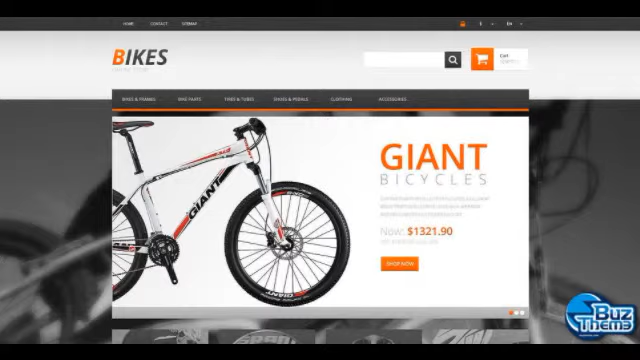 HOME CONTACT SITEMAP $ EN
BIKES
Cart:
BIKES & FRAMES BIKE PARTS TIRES & TUBES SHOES & PEDALS CLOTHING ACCESSORIES
GIANT
BICYCLES
Now: $1321.90
SHOP NOW
GIANT
GIANT
Buz
Them3